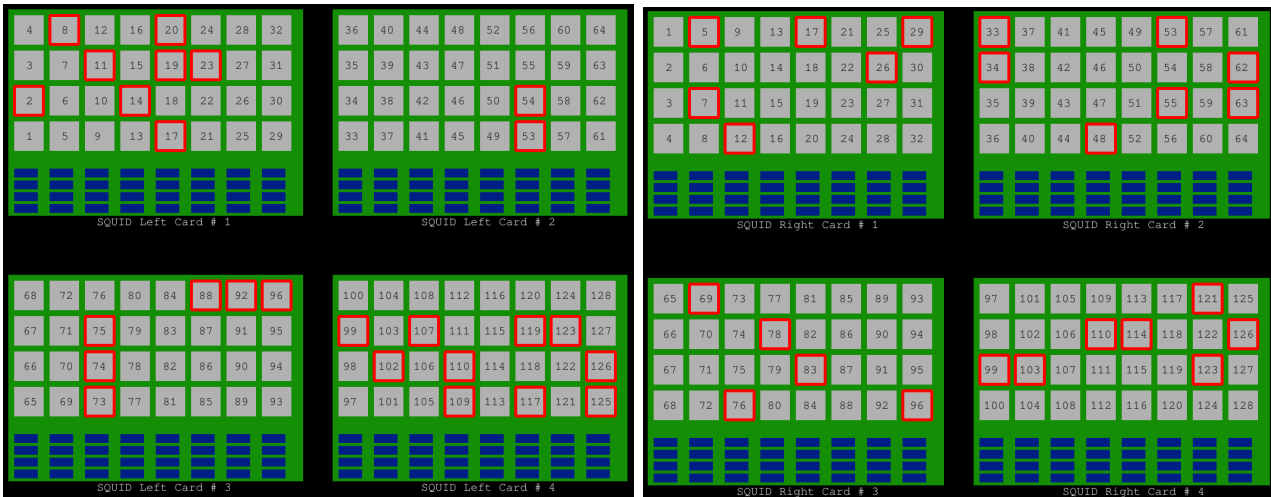 4 8 12 16 20 24 28 32
3 7 11 15 19 23 27 31
2 6 10 14 18 22 26 30
1 5 9 13 17 21 25 29
SQUID Left Card # 1
36 40 44 48 52 56 60 64
35 39 43 47 51 55 59 63
34 38 42 46 50 54 58 62
33 37 41 45 49 53 57 61
SQUID Left Card # 2
1 5 9 13 17 21 25 29
2 6 10 14 18 22 26 30
3 7 11 15 19 23 27 31
4 8 12 16 20 24 28 32
SQUID Right Card # 1
33 37 41 45 49 53 57 61
34 38 42 46 50 54 58 62
35 39 43 47 51 55 59 63
36 40 44 48 52 56 60 64
SQUID Right Card # 2
68 72 76 80 84 88 92 96
67 71 75 79 83 87 91 95
66 70 74 78 82 86 90 94
65 69 73 77 81 85 89 93
SQUID Left Card # 3
100 104 108 112 116 120 124 128
99 103 107 111 115 119 123 127
98 102 106 110 114 118 122 126
97 101 105 109 113 117 121 125
SQUID Left Card # 4
65 69 73 77 81 85 89 93
66 70 74 78 82 86 90 94
67 71 75 79 83 87 91 95
68 72 76 80 84 88 92 96
SQUID Right Card # 3
97 101 105 109 113 117 121 125
98 102 106 110 114 118 122 126
99 103 107 111 115 119 123 127
100 104 108 112 116 120 124 128
SQUID Right Card # 4